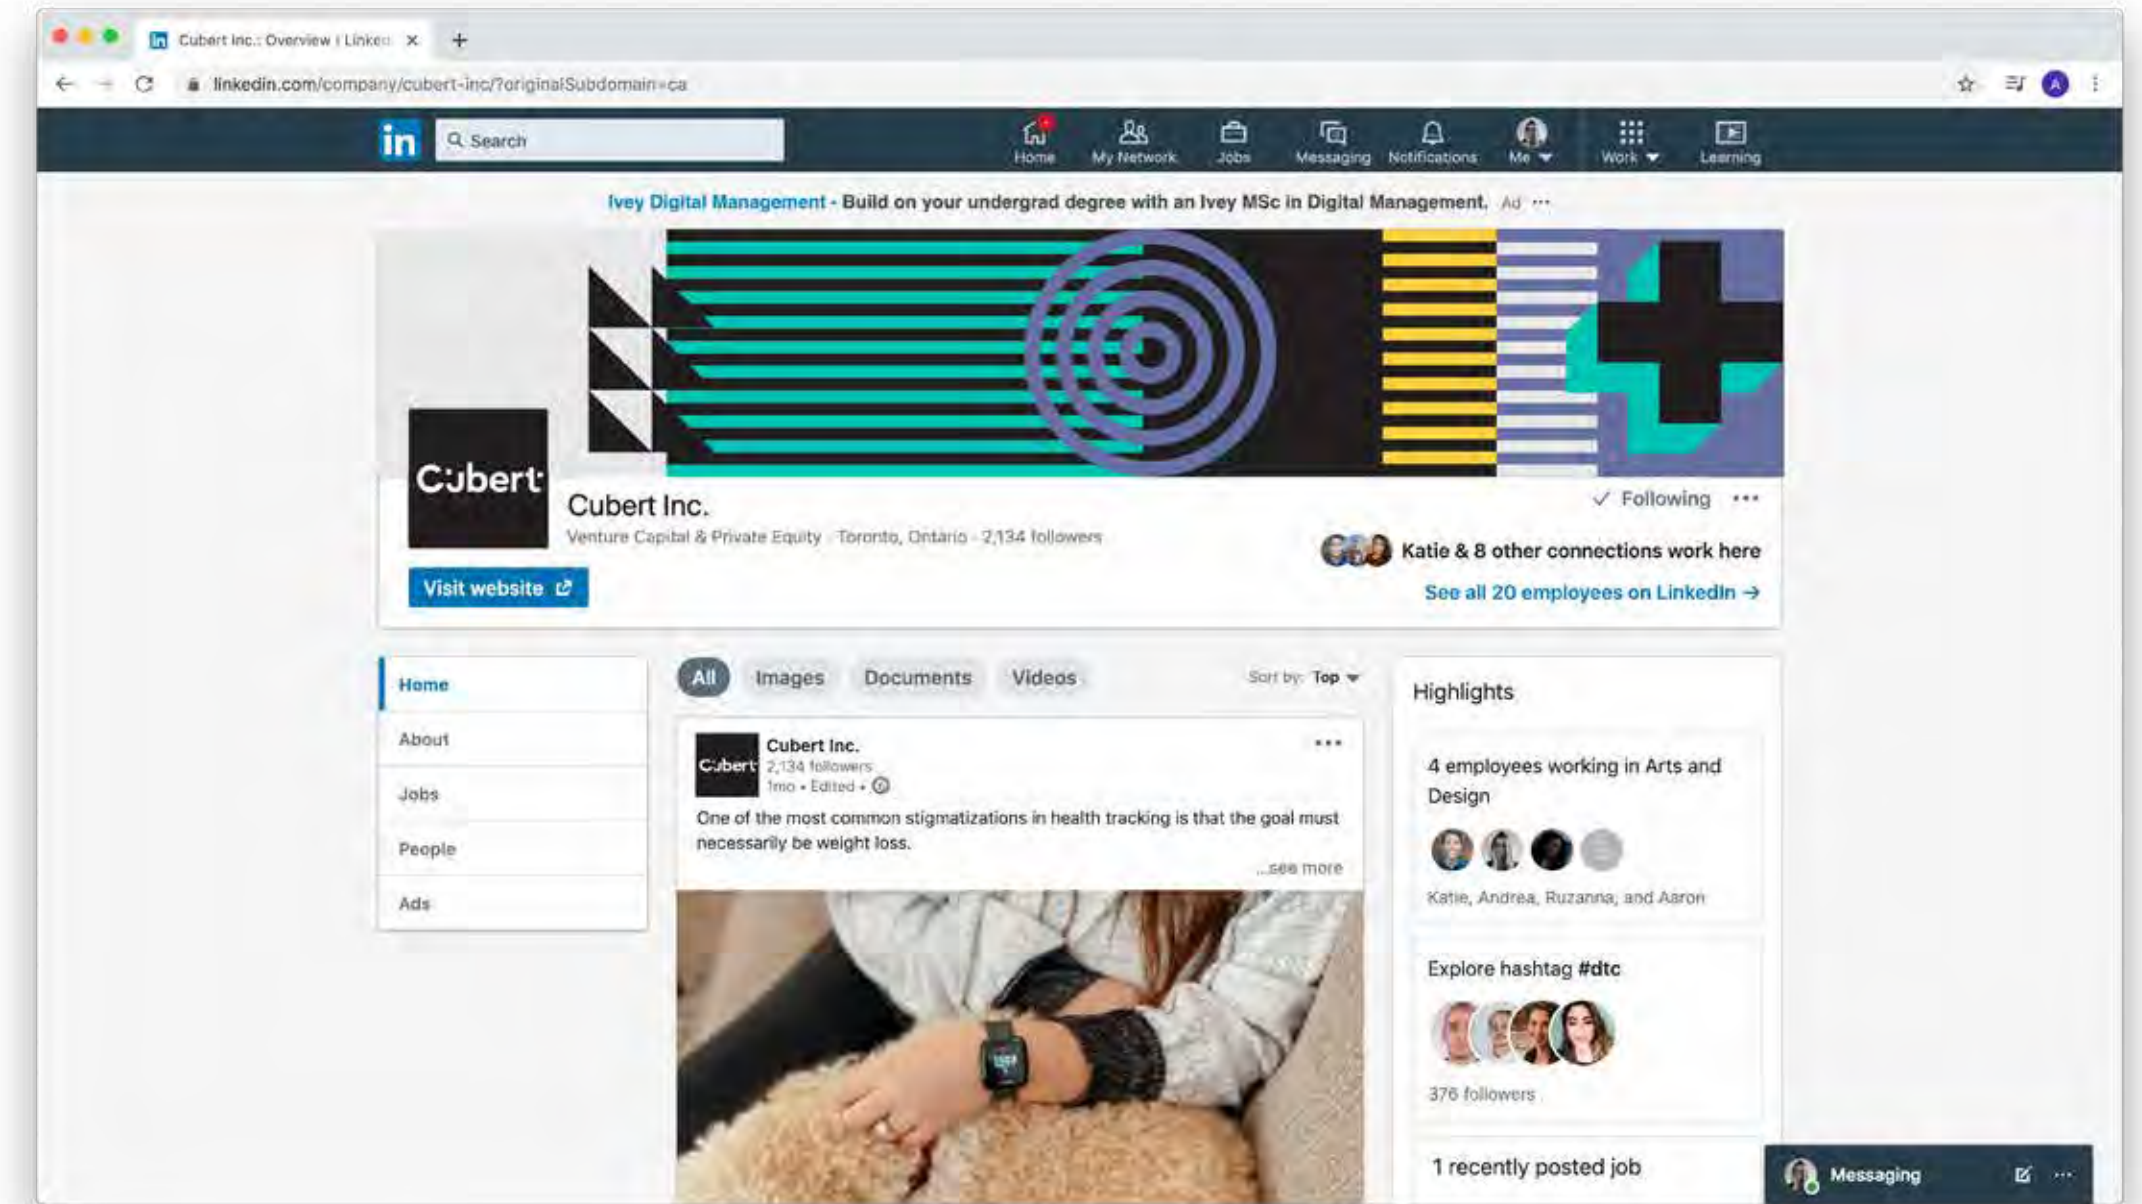 Cubert Inc.: Overview | Linked
linkedin.com/company/cubert-inc/?originalSubdomain=ca
A
in
Search
Home
My Network
Jobs
Messaging
Notifications
Me
Work
Learning
Ivey Digital Management - Build on your undergrad degree with an Ivey MSc in Digital Management. Ad ...
Cubert
Cubert Inc.
Venture Capital & Private Equity · Toronto, Ontario · 2,134 followers
Following
Katie & 8 other connections work here
See all 20 employees on LinkedIn →
Visit website
Home
About
Jobs
People
Ads
All
Images
Documents
Videos
Sort by: Top
Cubert
Cubert Inc.
2,134 followers
1mo • Edited •
One of the most common stigmatizations in health tracking is that the goal must
necessarily be weight loss.
...see more
Highlights
4 employees working in Arts and
Design
Katie, Andrea, Ruzanna, and Aaron
Explore hashtag #dtc
376 followers
1 recently posted job
Messaging